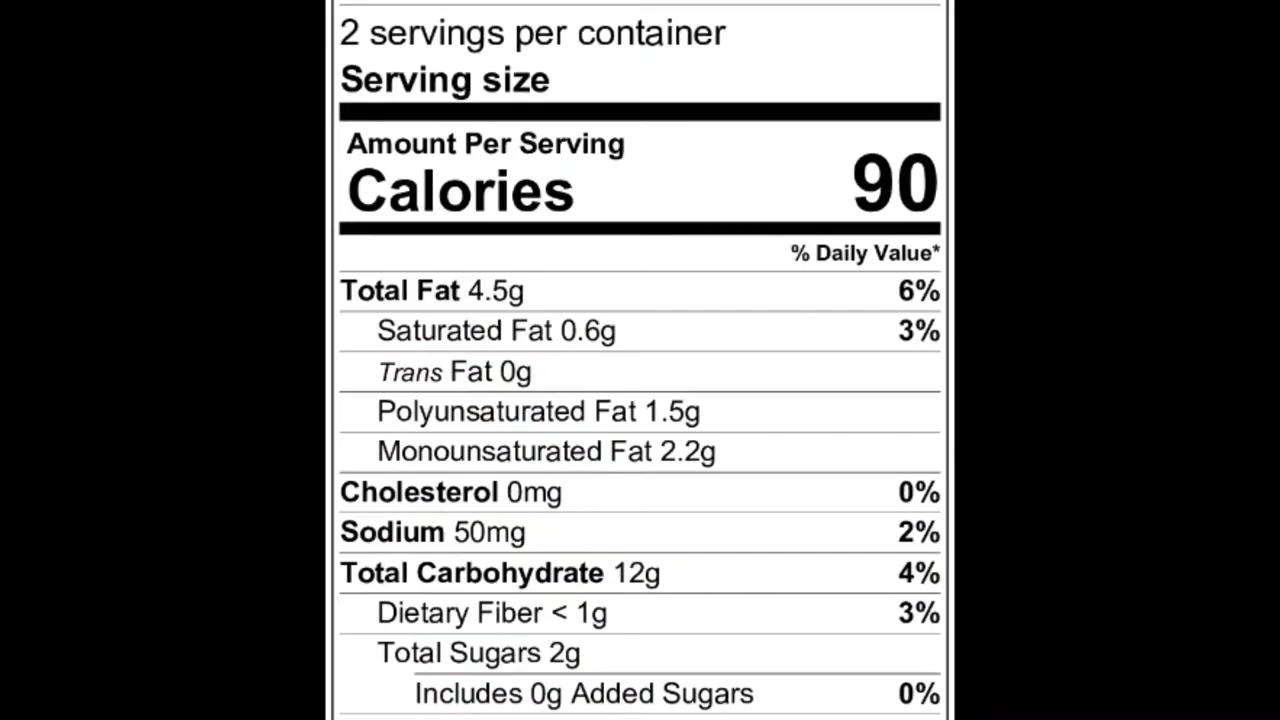 2 servings per container
Serving size
Amount Per Serving
Calories 90
% Daily Value*
Total Fat 4.5g 6%
Saturated Fat 0.6g 3%
Trans Fat 0g
Polyunsaturated Fat 1.5g
Monounsaturated Fat 2.2g
Cholesterol 0mg 0%
Sodium 50mg 2%
Total Carbohydrate 12g 4%
Dietary Fiber < 1g 3%
Total Sugars 2g
Includes 0g Added Sugars 0%